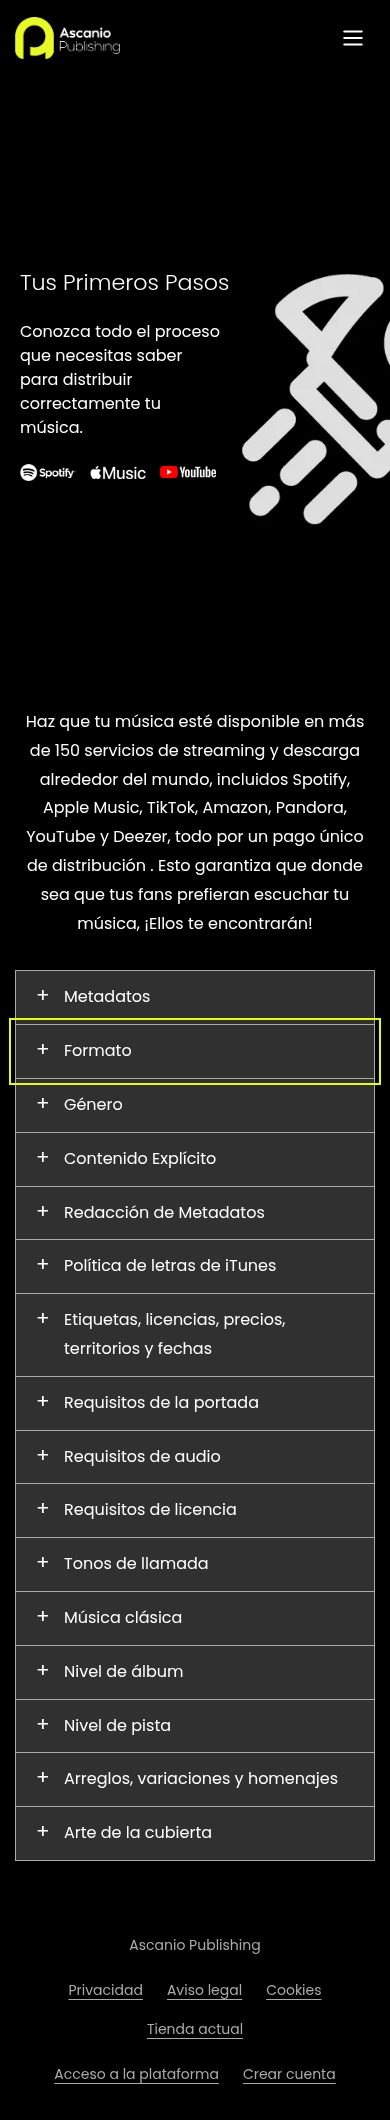 Ascanio
Publishing
Tus Primeros Pasos
Conozca todo el proceso
que necesitas saber
para distribuir
correctamente tu
música.
Spotify Music YouTube
Haz que tu música esté disponible en más
de 150 servicios de streaming y descarga
alrededor del mundo, incluidos Spotify,
Apple Music, TikTok, Amazon, Pandora,
YouTube y Deezer, todo por un pago único
de distribución . Esto garantiza que donde
sea que tus fans prefieran escuchar tu
música, ¡Ellos te encontrarán!
+ Metadatos
+ Formato
+ Género
+ Contenido Explícito
+ Redacción de Metadatos
+ Política de letras de iTunes
+ Etiquetas, licencias, precios,
territorios y fechas
+ Requisitos de la portada
+ Requisitos de audio
+ Requisitos de licencia
+ Tonos de llamada
+ Música clásica
+ Nivel de álbum
+ Nivel de pista
+ Arreglos, variaciones y homenajes
+ Arte de la cubierta
Ascanio Publishing
Privacidad Aviso legal Cookies
Tienda actual
Acceso a la plataforma Crear cuenta